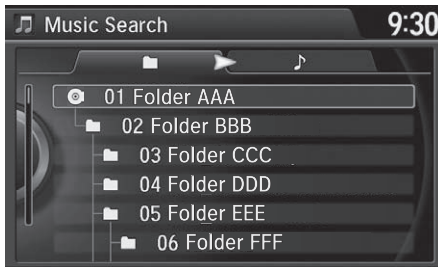 Music Search
9:30
01 Folder AAA
02 Folder BBB
03 Folder CCC
04 Folder DDD
05 Folder EEE
06 Folder FFF